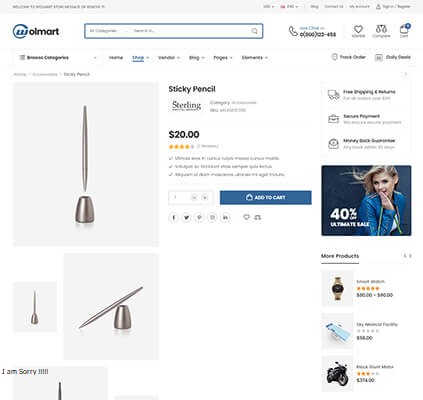 WELCOME TO WOLMART STORE MESSAGE OR REMOVE IT!
USD
ENG
Blog
Contact Us
My Account
Sign In / Register
Wolmart
All Categories
Search in...
Live Chat or :
0(800)123-456
Wishlist
Compare
Cart
Browse Categories
Home
Shop
Vendor
Blog
Pages
Elements
Track Order
Daily Deals
Home
Accessories
Sticky Pencil
Sticky Pencil
Sterling
Category: Accessories
SKU:
$20.00
(1 Reviews)
Ultrices eros in cursus turpis massa cursus mattis.
Volutpat ac tincidunt vitae semper quis lectus.
Aliquam id diam maecenas ultricies mi eget mauris.
1
ADD TO CART
Free Shipping & Returns
For all orders over $99
Secure Payment
We ensure secure payment
Money Back Guarantee
Any back within 30 days
40% OFF
ULTIMATE SALE
More Products
Smart Watch
$80.00 – $90.00
Sky Medical Facility
$58.00
Black Stunt Motor
$374.00
I am Sorry !!!!!